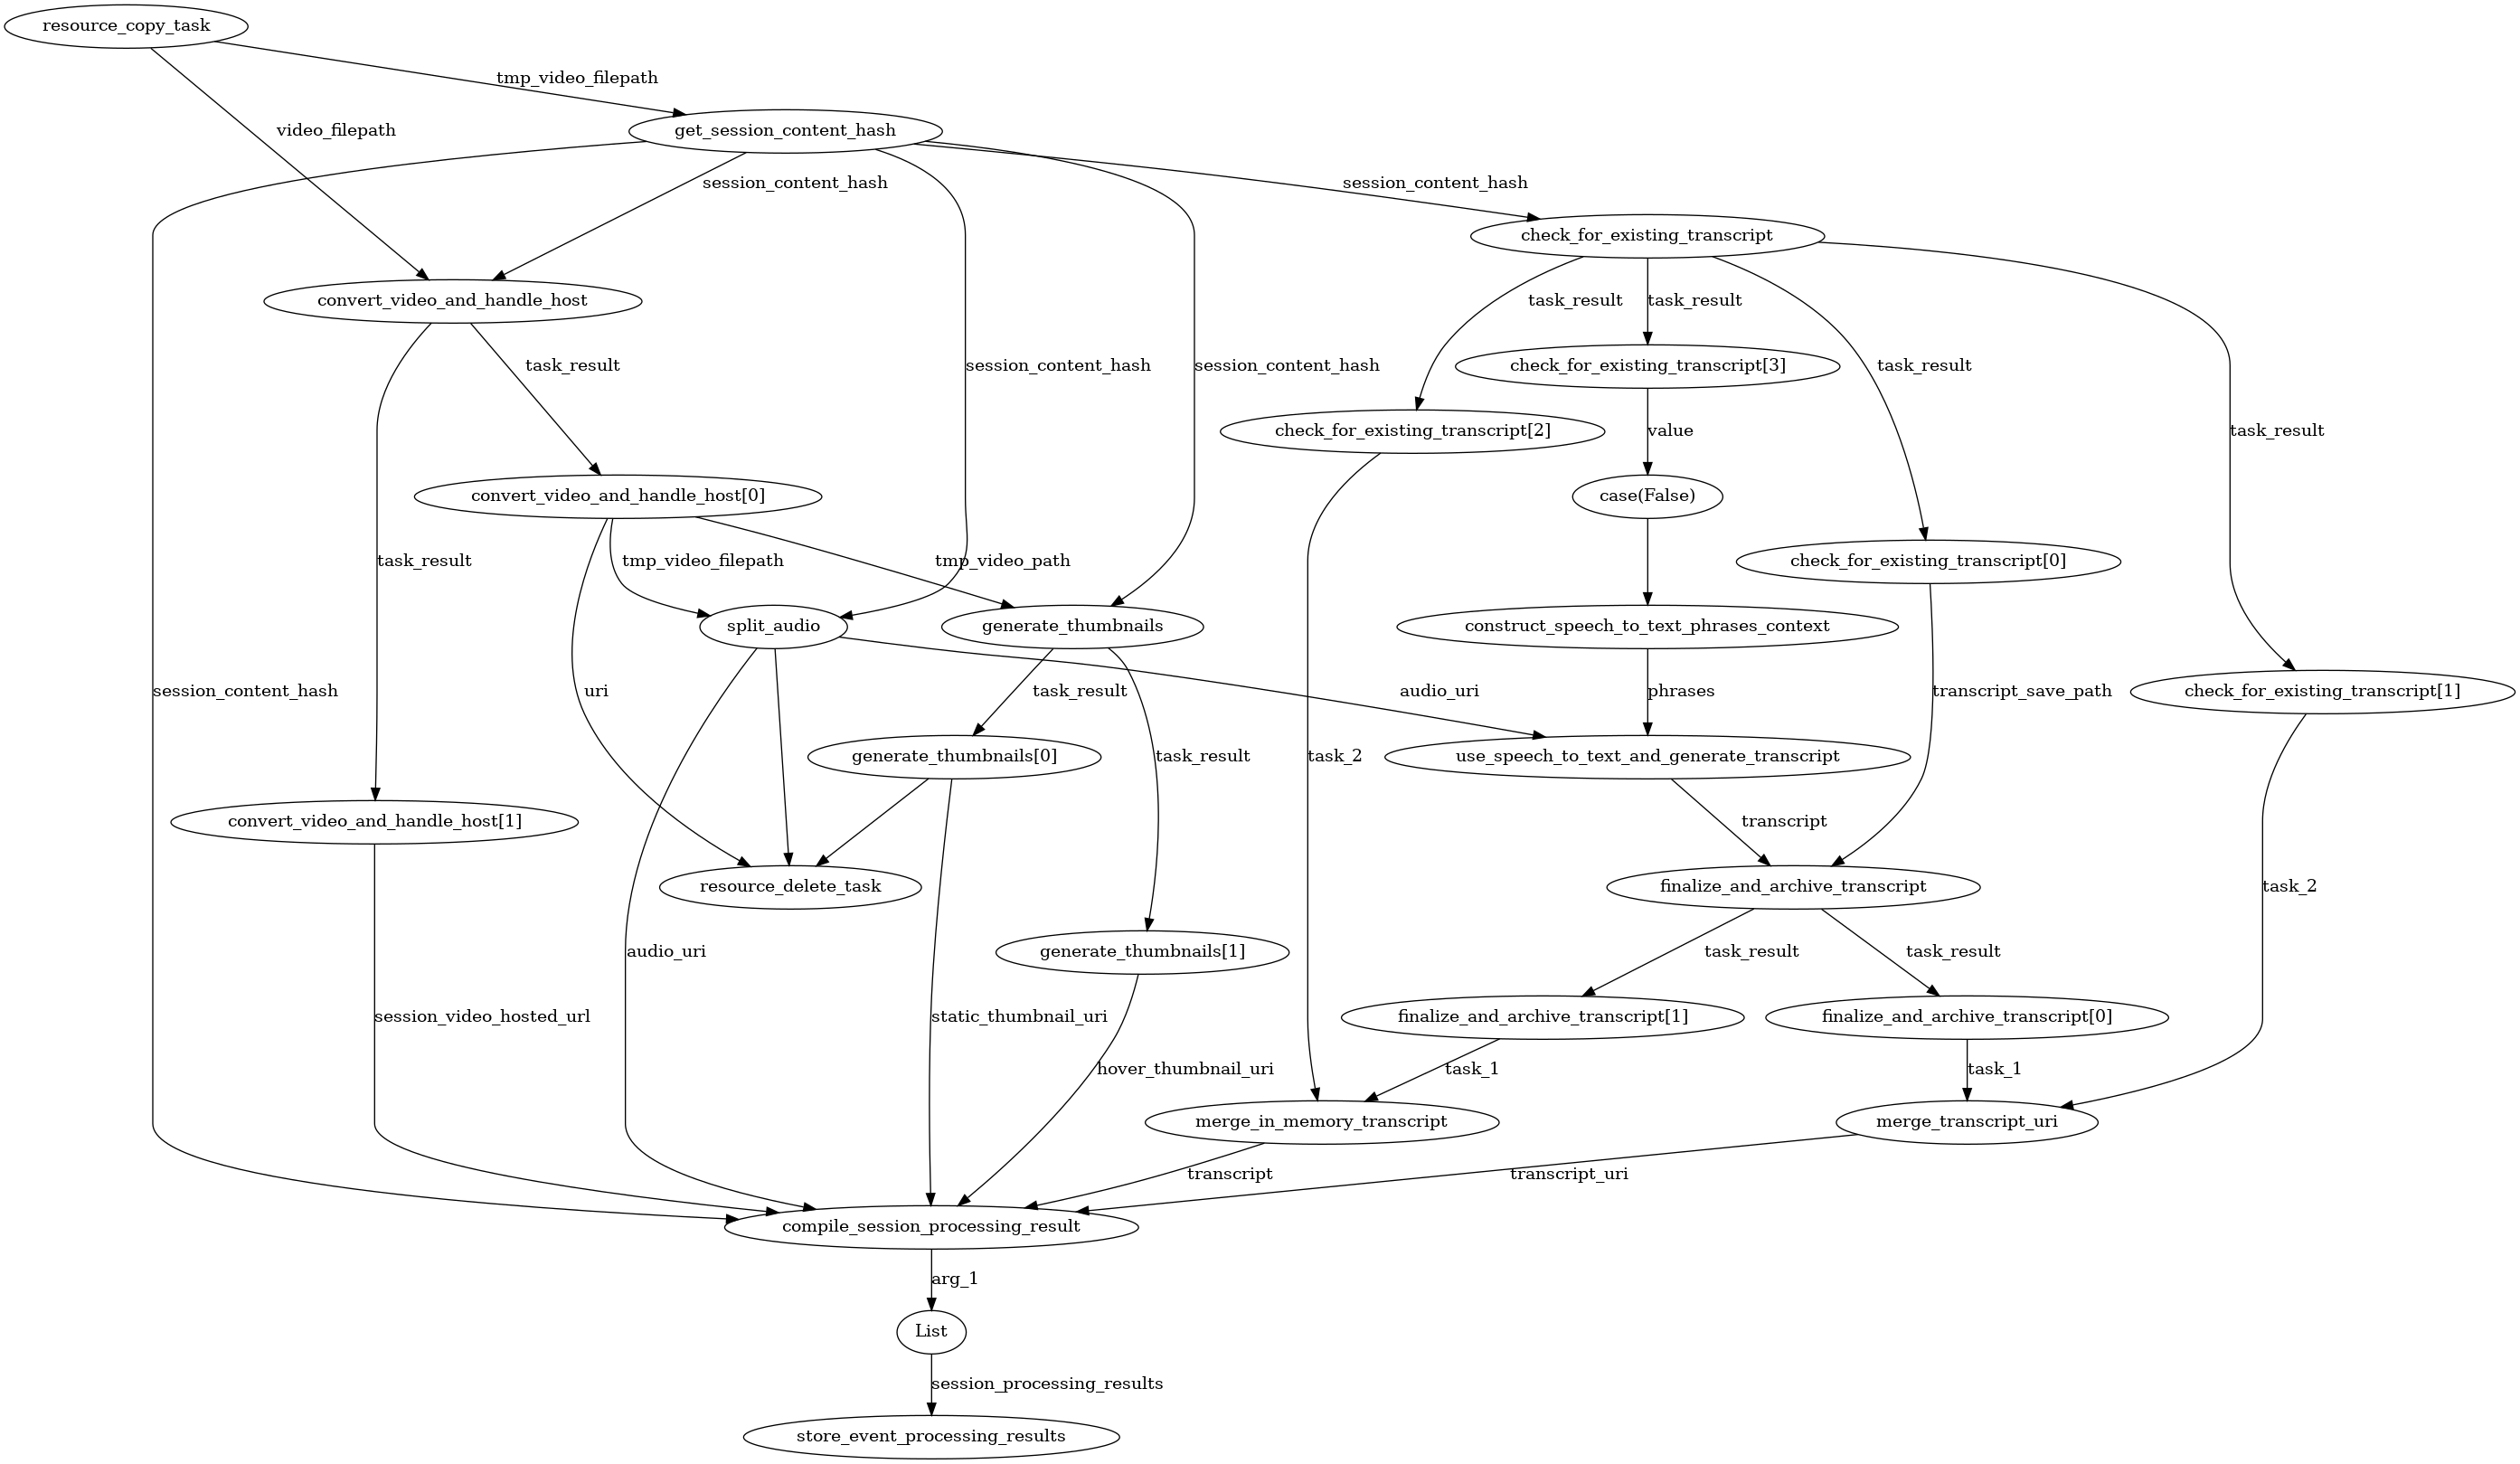 resource_copy_task
tmp_video_filepath
video_filepath
get_session_content_hash
session_content_hash
session_content_hash
check_for_existing_transcript
convert_video_and_handle_host
task_result
task_result
task_result
session_content_hash
session_content_hash
check_for_existing_transcript[3]
task_result
check_for_existing_transcript[2]
value
task_result
convert_video_and_handle_host[0]
case(False)
task_result
tmp_video_filepath
tmp_video_path
check_for_existing_transcript[0]
split_audio
generate_thumbnails
construct_speech_to_text_phrases_context
session_content_hash
uri
task_result
audio_uri
phrases
transcript_save_path
check_for_existing_transcript[1]
generate_thumbnails[0]
task_result
task_2
use_speech_to_text_and_generate_transcript
convert_video_and_handle_host[1]
transcript
resource_delete_task
finalize_and_archive_transcript
task_2
audio_uri
generate_thumbnails[1]
task_result
task_result
session_video_hosted_url
static_thumbnail_uri
finalize_and_archive_transcript[1]
finalize_and_archive_transcript[0]
hover_thumbnail_uri
task_1
task_1
merge_in_memory_transcript
merge_transcript_uri
transcript
transcript_uri
compile_session_processing_result
arg_1
List
session_processing_results
store_event_processing_results